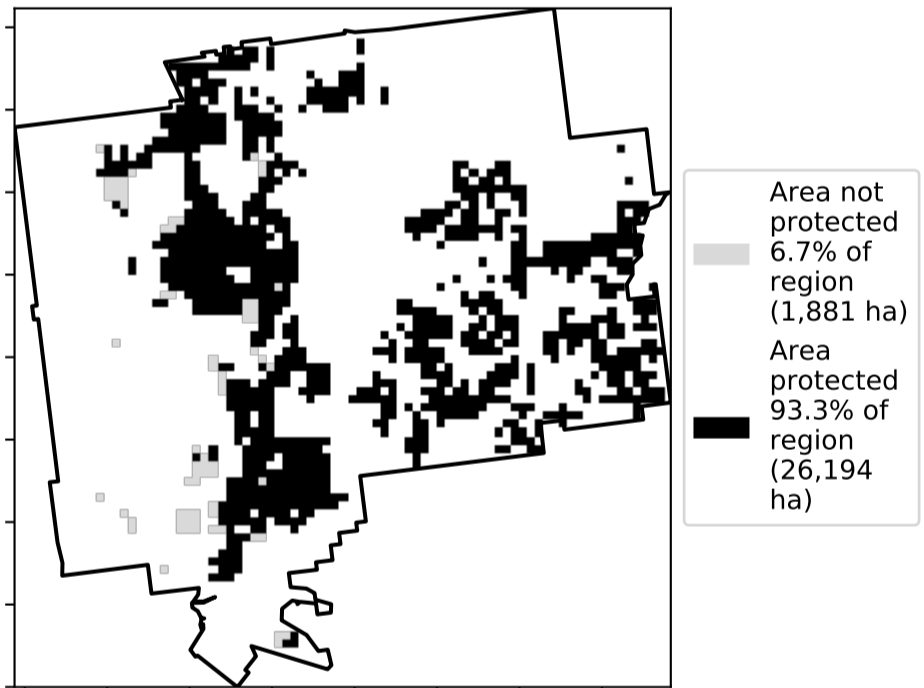 Area not
protected
6.7% of
region
(1,881 ha)
Area
protected
93.3% of
region
(26,194
ha)